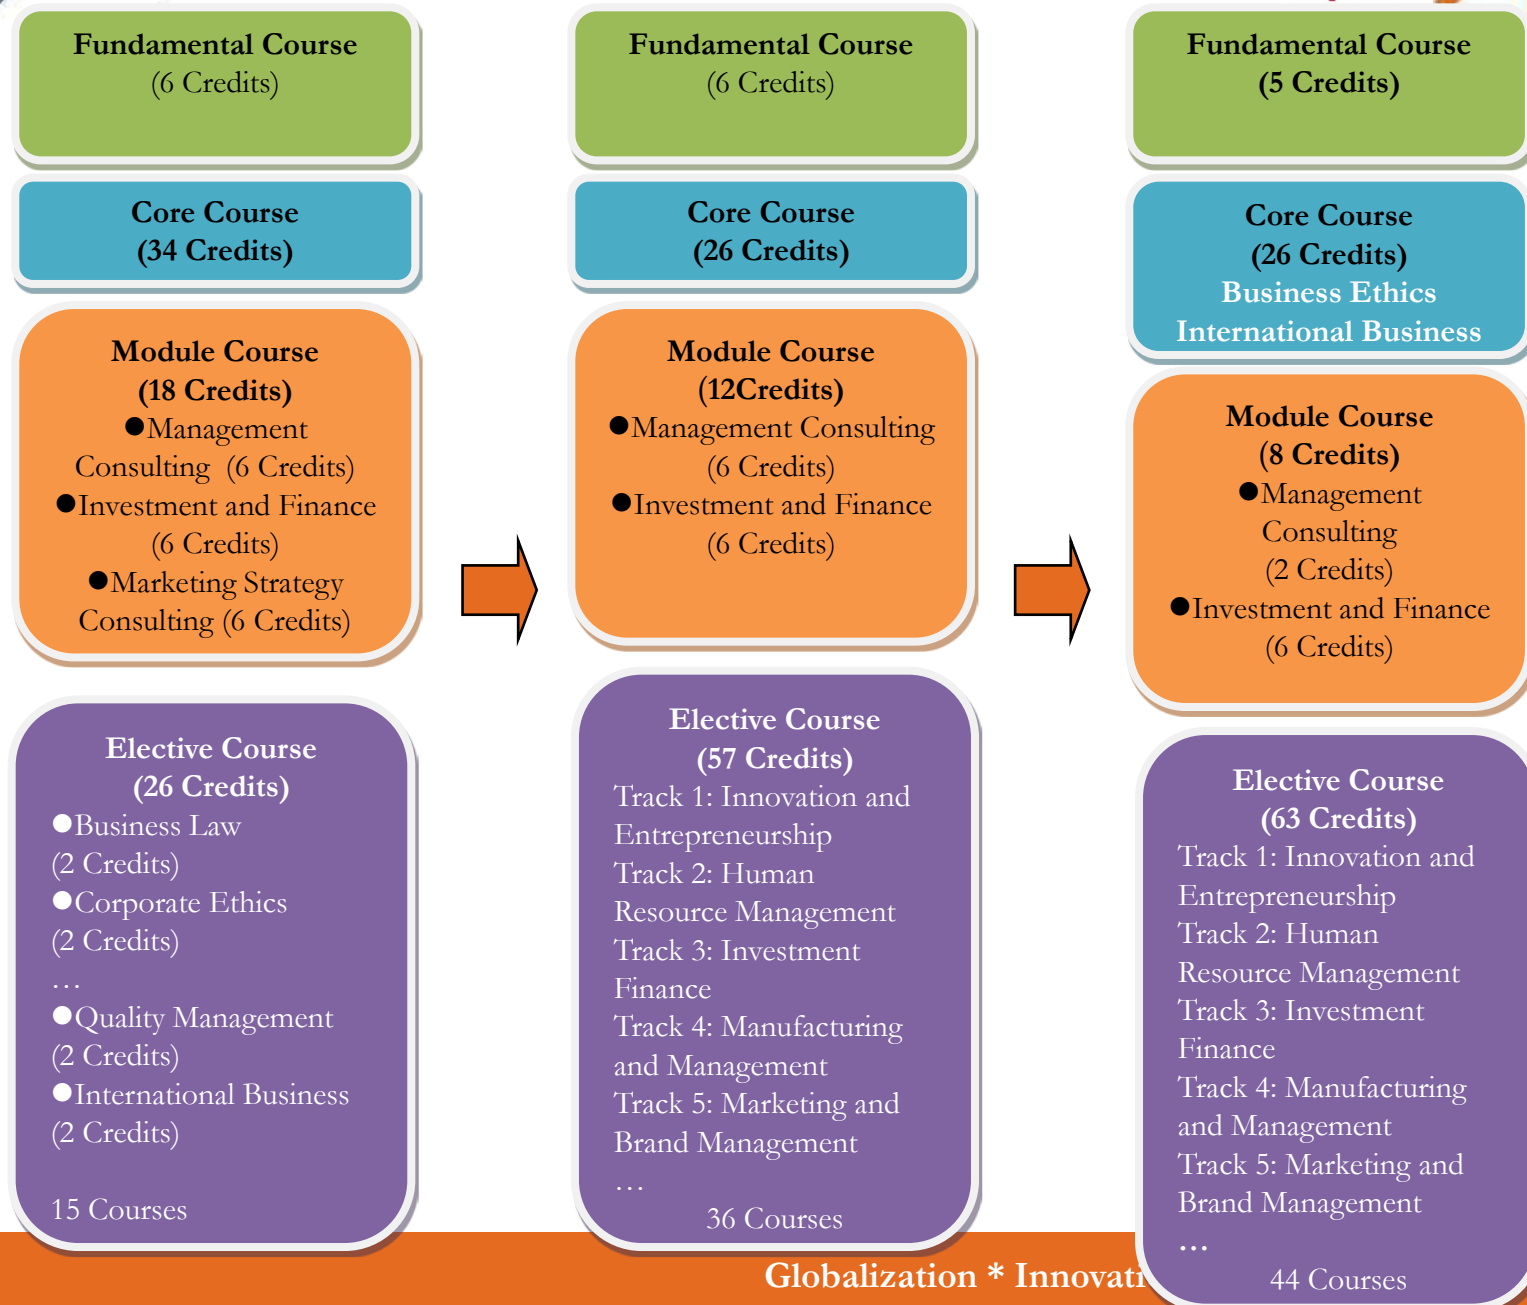 Fundamental Course
(6 Credits)
Core Course
(34 Credits)
Module Course
(18 Credits)
●Management
Consulting (6 Credits)
●Investment and Finance
(6 Credits)
●Marketing Strategy
Consulting (6 Credits)
Elective Course
(26 Credits)
●Business Law
(2 Credits)
●Corporate Ethics
(2 Credits)
…
●Quality Management
(2 Credits)
●International Business
(2 Credits)
15 Courses
Fundamental Course
(6 Credits)
Core Course
(26 Credits)
Module Course
(12Credits)
●Management Consulting
(6 Credits)
●Investment and Finance
(6 Credits)
Elective Course
(57 Credits)
Track 1: Innovation and
Entrepreneurship
Track 2: Human
Resource Management
Track 3: Investment
Finance
Track 4: Manufacturing
and Management
Track 5: Marketing and
Brand Management
…
36 Courses
Fundamental Course
(5 Credits)
Core Course
(26 Credits)
Business Ethics
International Business
Module Course
(8 Credits)
●Management
Consulting
(2 Credits)
●Investment and Finance
(6 Credits)
Elective Course
(63 Credits)
Track 1: Innovation and
Entrepreneurship
Track 2: Human
Resource Management
Track 3: Investment
Finance
Track 4: Manufacturing
and Management
Track 5: Marketing and
Brand Management
…
44 Courses
Globalization * Innovati